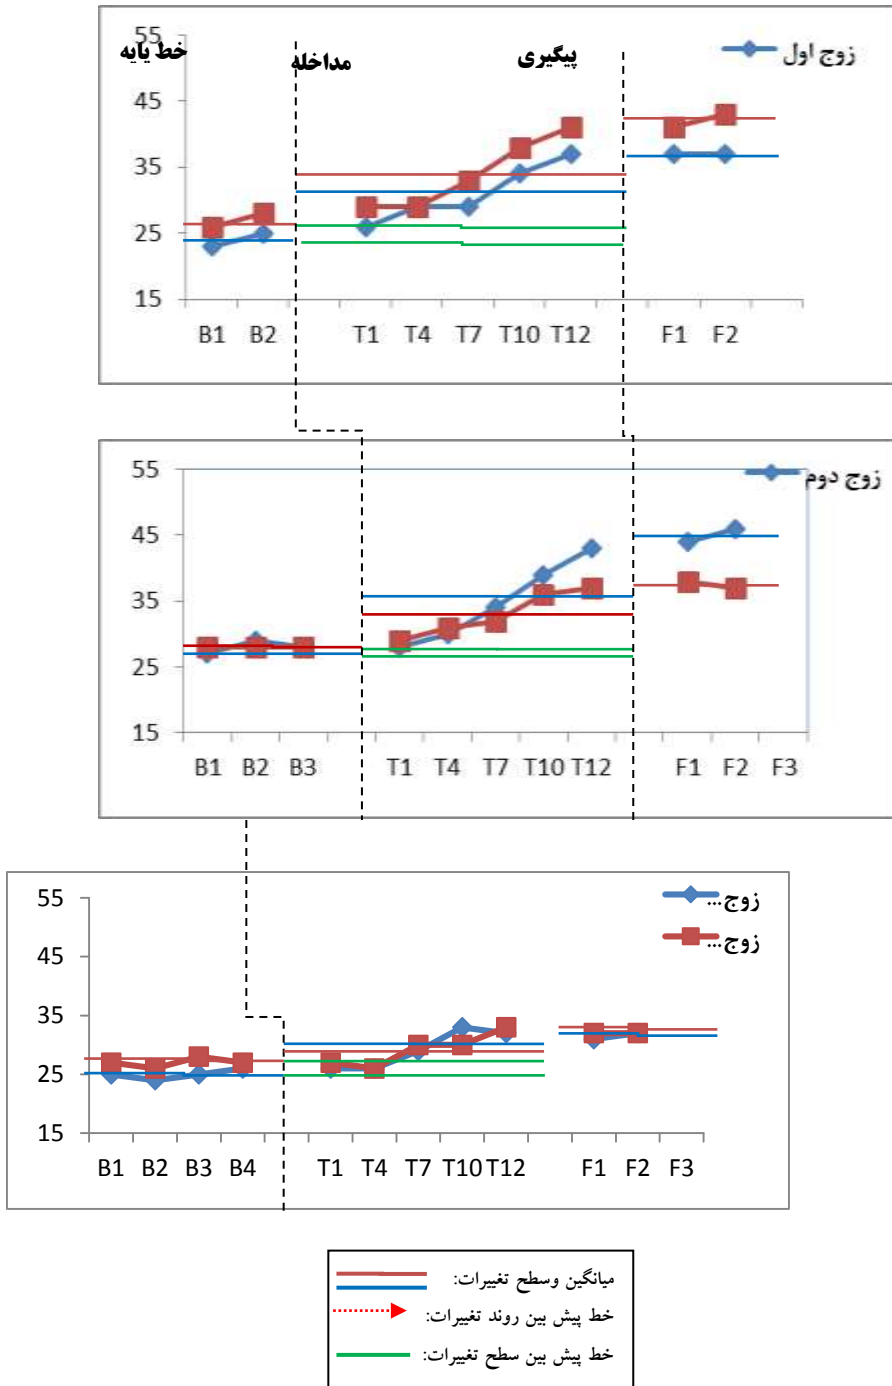 خط پایه مداخله پیگیری
زوج اول
55
45
35
25
15
B1 B2 T1 T4 T7 T10 T12 F1 F2
زوج دوم
55
45
35
25
15
B1 B2 B3 T1 T4 T7 T10 T12 F1 F2 F3
زوج...
زوج...
55
45
35
25
15
B1 B2 B3 B4 T1 T4 T7 T10 T12 F1 F2 F3
میانگین وسطح تغییرات:
خط پیش بین روند تغییرات:
خط پیش بین سطح تغییرات: